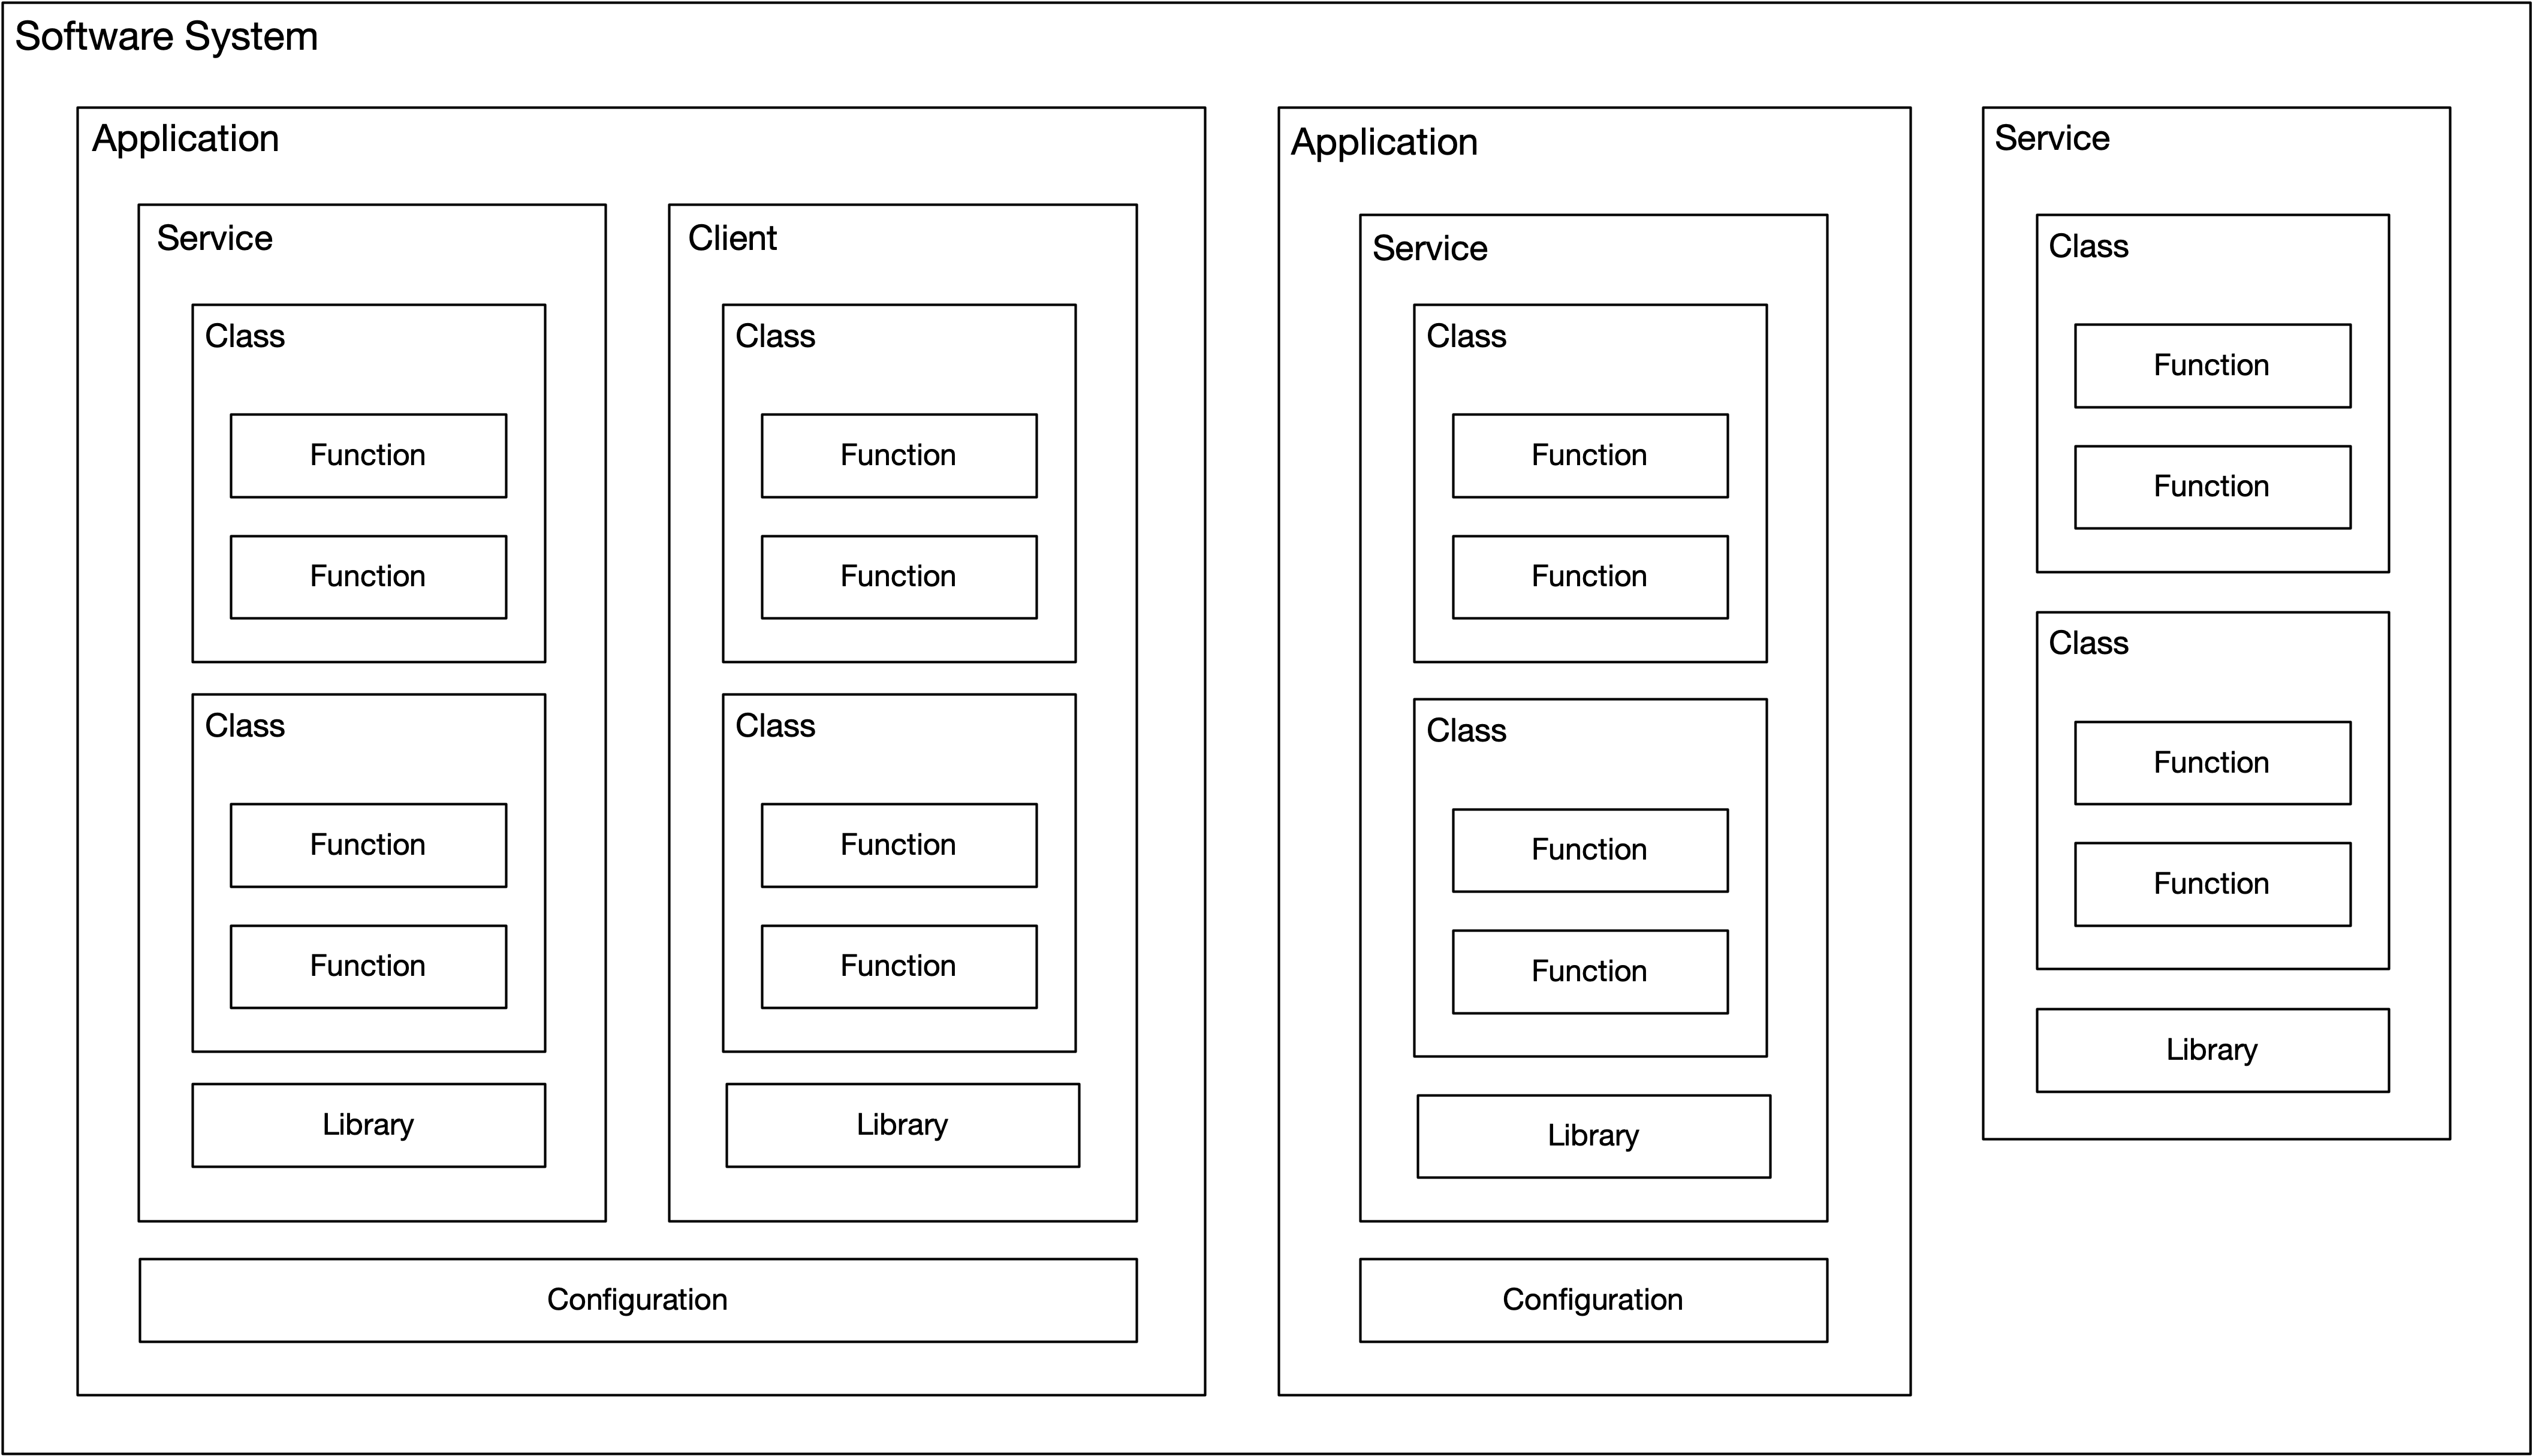 Software System
Application
Service
Class
Function
Function
Class
Function
Function
Library
Client
Class
Function
Function
Class
Function
Function
Library
Configuration
Application
Service
Class
Function
Function
Class
Function
Function
Library
Configuration
Service
Class
Function
Function
Class
Function
Function
Library